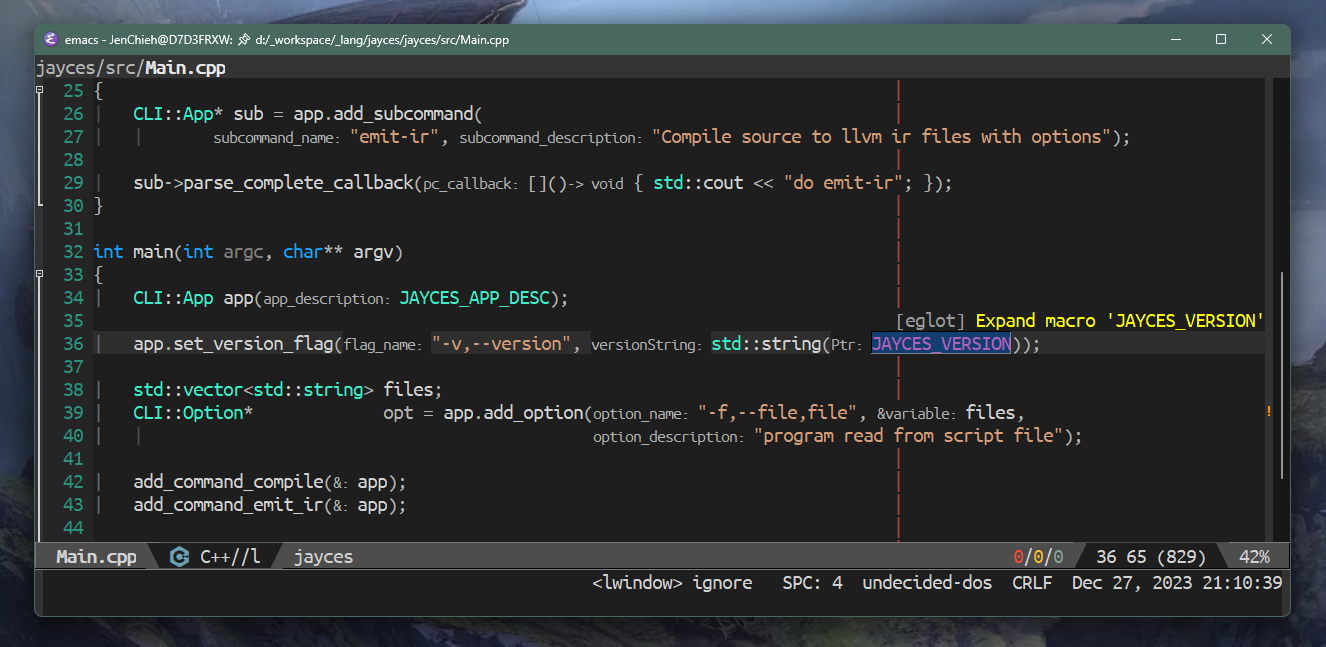 emacs - JenChieh@D7D3FRXW: 📌 d:/_workspace/_lang/jayces/jayces/src/Main.cpp
jayces/src/Main.cpp
25 {
26 CLI::App* sub = app.add_subcommand(
27 subcommand_name: "emit-ir", subcommand_description: "Compile source to llvm ir files with options");
28
29 sub->parse_complete_callback(pc_callback: []()-> void { std::cout << "do emit-ir"; });
30 }
31
32 int main(int argc, char** argv)
33 {
34 CLI::App app(app_description: JAYCES_APP_DESC);
35 [eglot] Expand macro 'JAYCES_VERSION'
36 app.set_version_flag(flag_name: "-v,--version", versionString: std::string(Ptr: JAYCES_VERSION));
37
38 std::vector<std::string> files;
39 CLI::Option* opt = app.add_option(option_name: "-f,--file,file", &variable: files, !
40 option_description: "program read from script file");
41
42 add_command_compile(&: app);
43 add_command_emit_ir(&: app);
44
Main.cpp C++//l jayces 0/0/0 36 65 (829) 42%
<lwindow> ignore SPC: 4 undecided-dos CRLF Dec 27, 2023 21:10:39